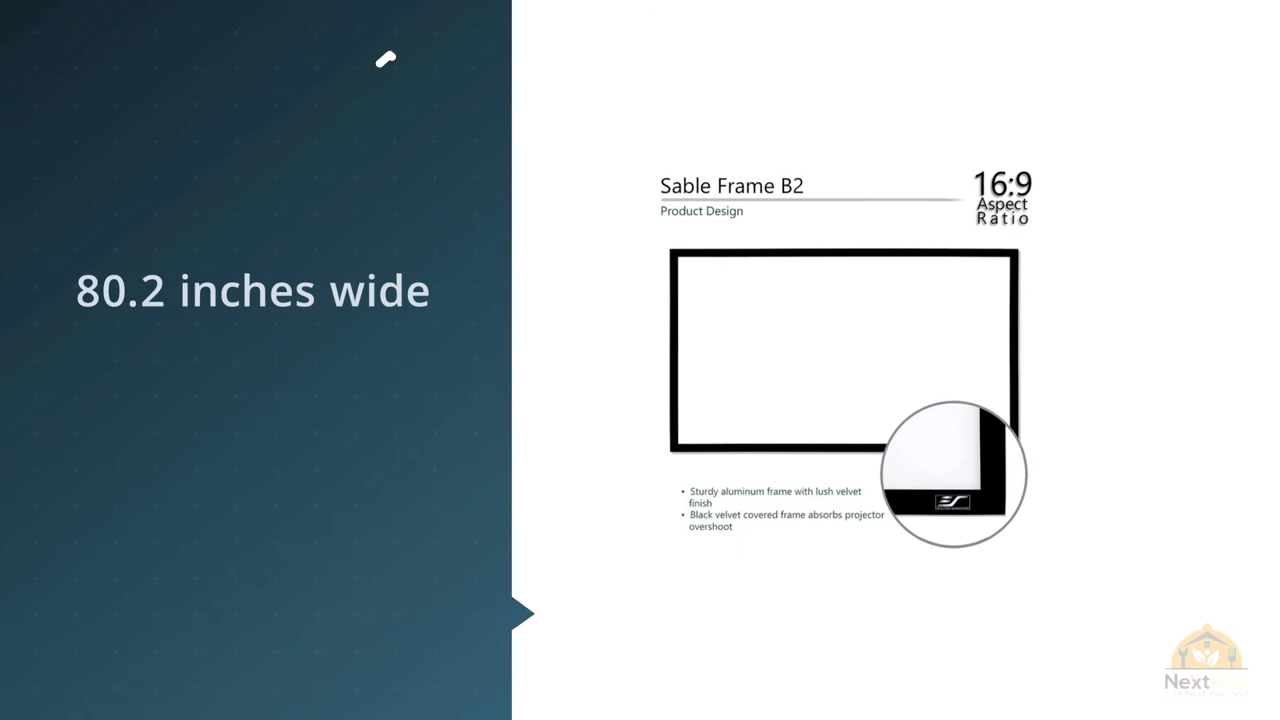 80.2 inches wide
Sable Frame B2
Product Design
16:9
Aspect
Ratio
• Sturdy aluminum frame with lush velvet
finish
• Black velvet covered frame absorbs projector
overshoot
ES
Next